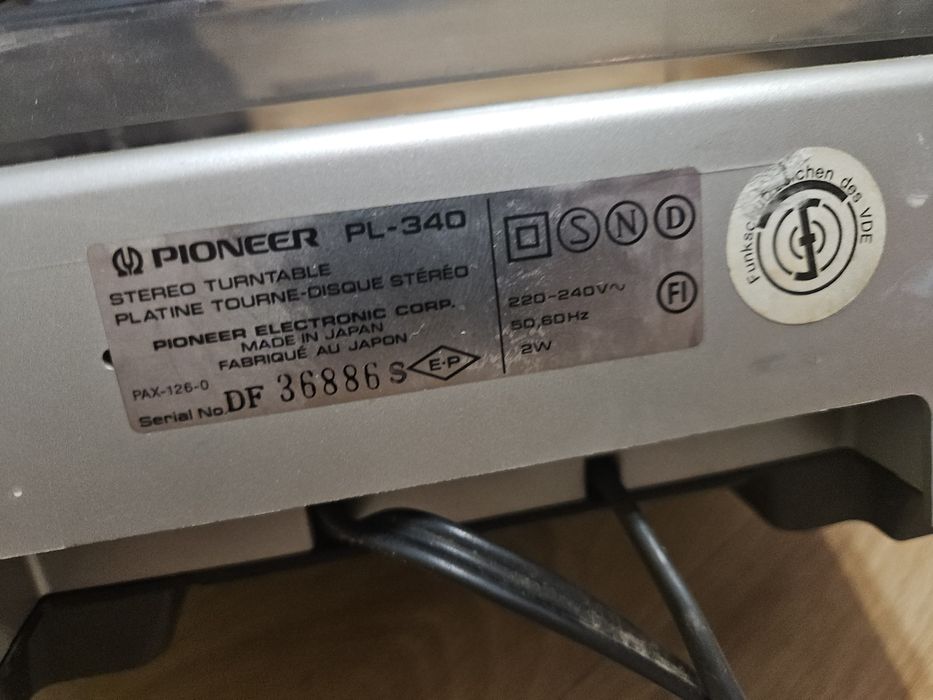 PIONEER PL-340
STEREO TURNTABLE
PLATINE TOURNE-DISQUE STÉRÉO
PIONEER ELECTRONIC CORP.
MADE IN JAPAN
FABRIQUÉ AU JAPON
PAX-126-0
Serial No. DF 36886 S
E-P
S N D
FI
220-240V~
50,60Hz
2W
chen des VDE